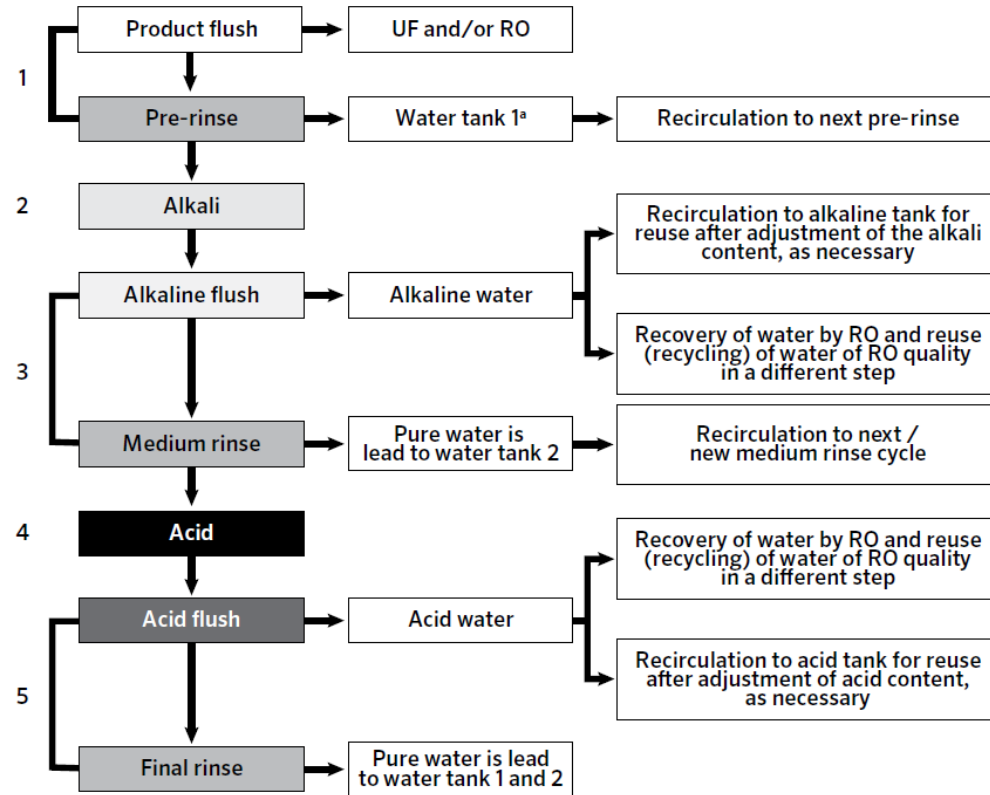 Product flush
UF and/or RO
1
Pre-rinse
Water tank 1ª
Recirculation to next pre-rinse
2
Alkali
Recirculation to alkaline tank for
reuse after adjustment of the alkali
content, as necessary
Alkaline flush
Alkaline water
Recovery of water by RO and reuse
(recycling) of water of RO quality
in a different step
3
Medium rinse
Pure water is
lead to water tank 2
Recirculation to next /
new medium rinse cycle
4
Acid
Recovery of water by RO and reuse
(recycling) of water of RO quality
in a different step
Acid flush
Acid water
Recirculation to acid tank for reuse
after adjustment of acid content,
as necessary
5
Final rinse
Pure water is lead
to water tank 1 and 2